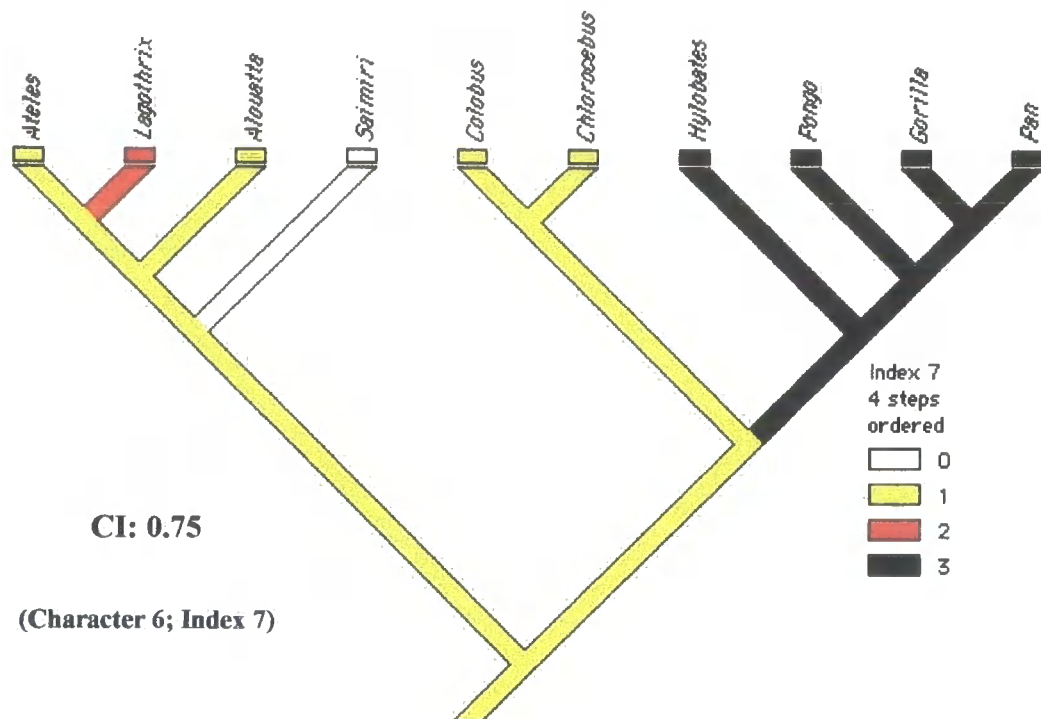 Ateles
Lagothrix
Alouatta
Saimiri
Colobus
Chlorocebus
Hylobates
Pongo
Gorilla
Pan
Index 7
4 steps
ordered
0
1
2
3
CI: 0.75
(Character 6; Index 7)